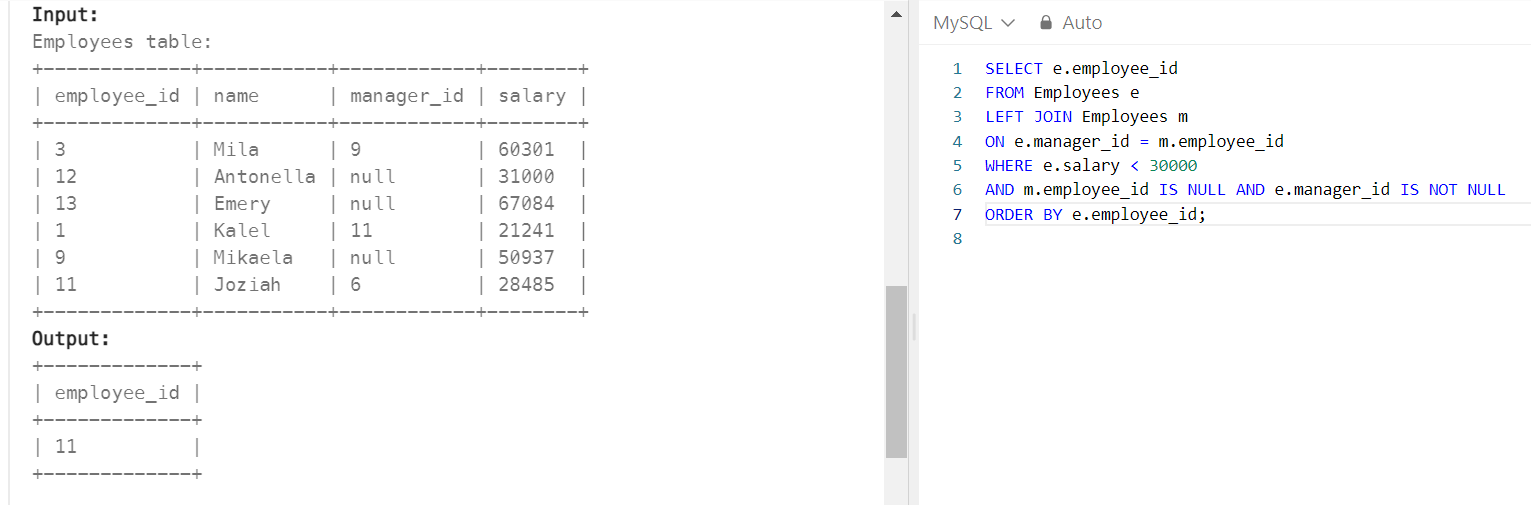 Input:
Employees table:
+-------------+-----------+------------+--------+
| employee_id | name      | manager_id | salary |
+-------------+-----------+------------+--------+
| 3           | Mila      | 9          | 60301  |
| 12          | Antonella | null       | 31000  |
| 13          | Emery     | null       | 67084  |
| 1           | Kalel     | 11         | 21241  |
| 9           | Mikaela   | null       | 50937  |
| 11          | Joziah    | 6          | 28485  |
+-------------+-----------+------------+--------+
Output:
+-------------+
| employee_id |
+-------------+
| 11          |
+-------------+
MySQL Auto
1 SELECT e.employee_id
2 FROM Employees e
3 LEFT JOIN Employees m
4 ON e.manager_id = m.employee_id
5 WHERE e.salary < 30000
6 AND m.employee_id IS NULL AND e.manager_id IS NOT NULL
7 ORDER BY e.employee_id;
8